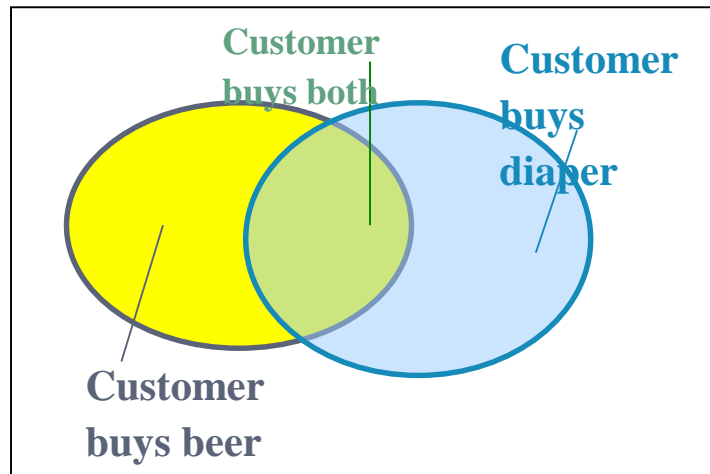 Customer
buys both
Customer
buys
diaper
Customer
buys beer